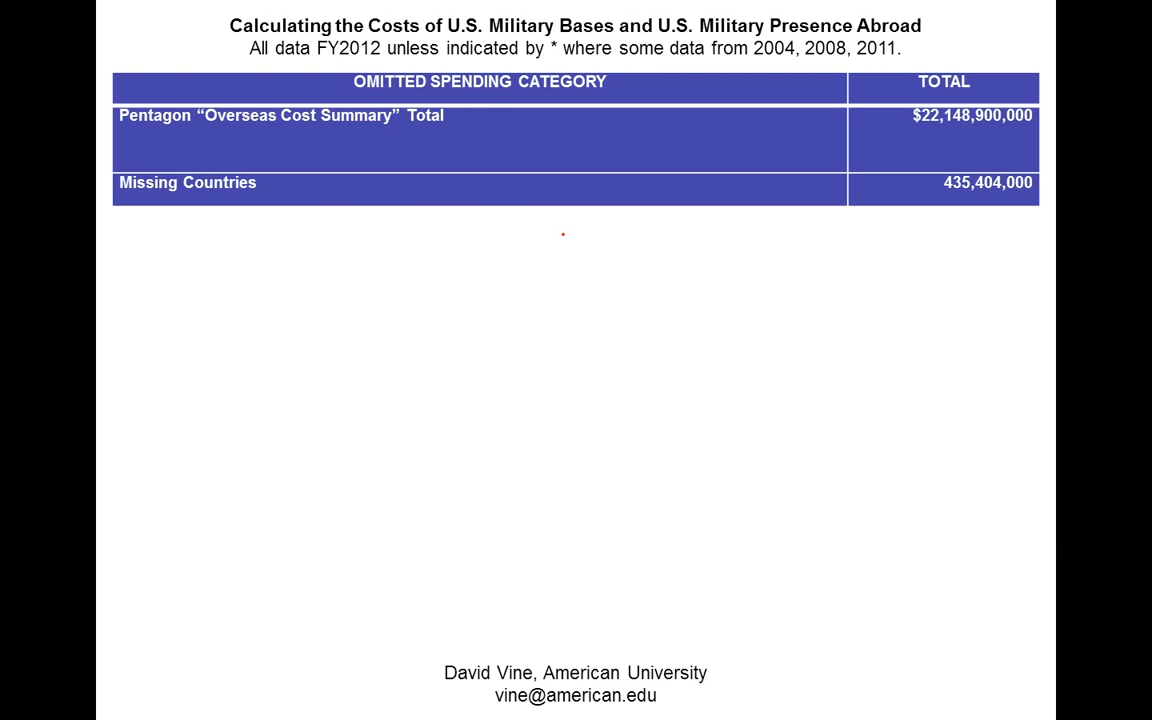 Calculating the Costs of U.S. Military Bases and U.S. Military Presence Abroad
All data FY2012 unless indicated by * where some data from 2004, 2008, 2011.
OMITTED SPENDING CATEGORY TOTAL
Pentagon “Overseas Cost Summary” Total $22,148,900,000
Missing Countries 435,404,000
David Vine, American University
vine@american.edu